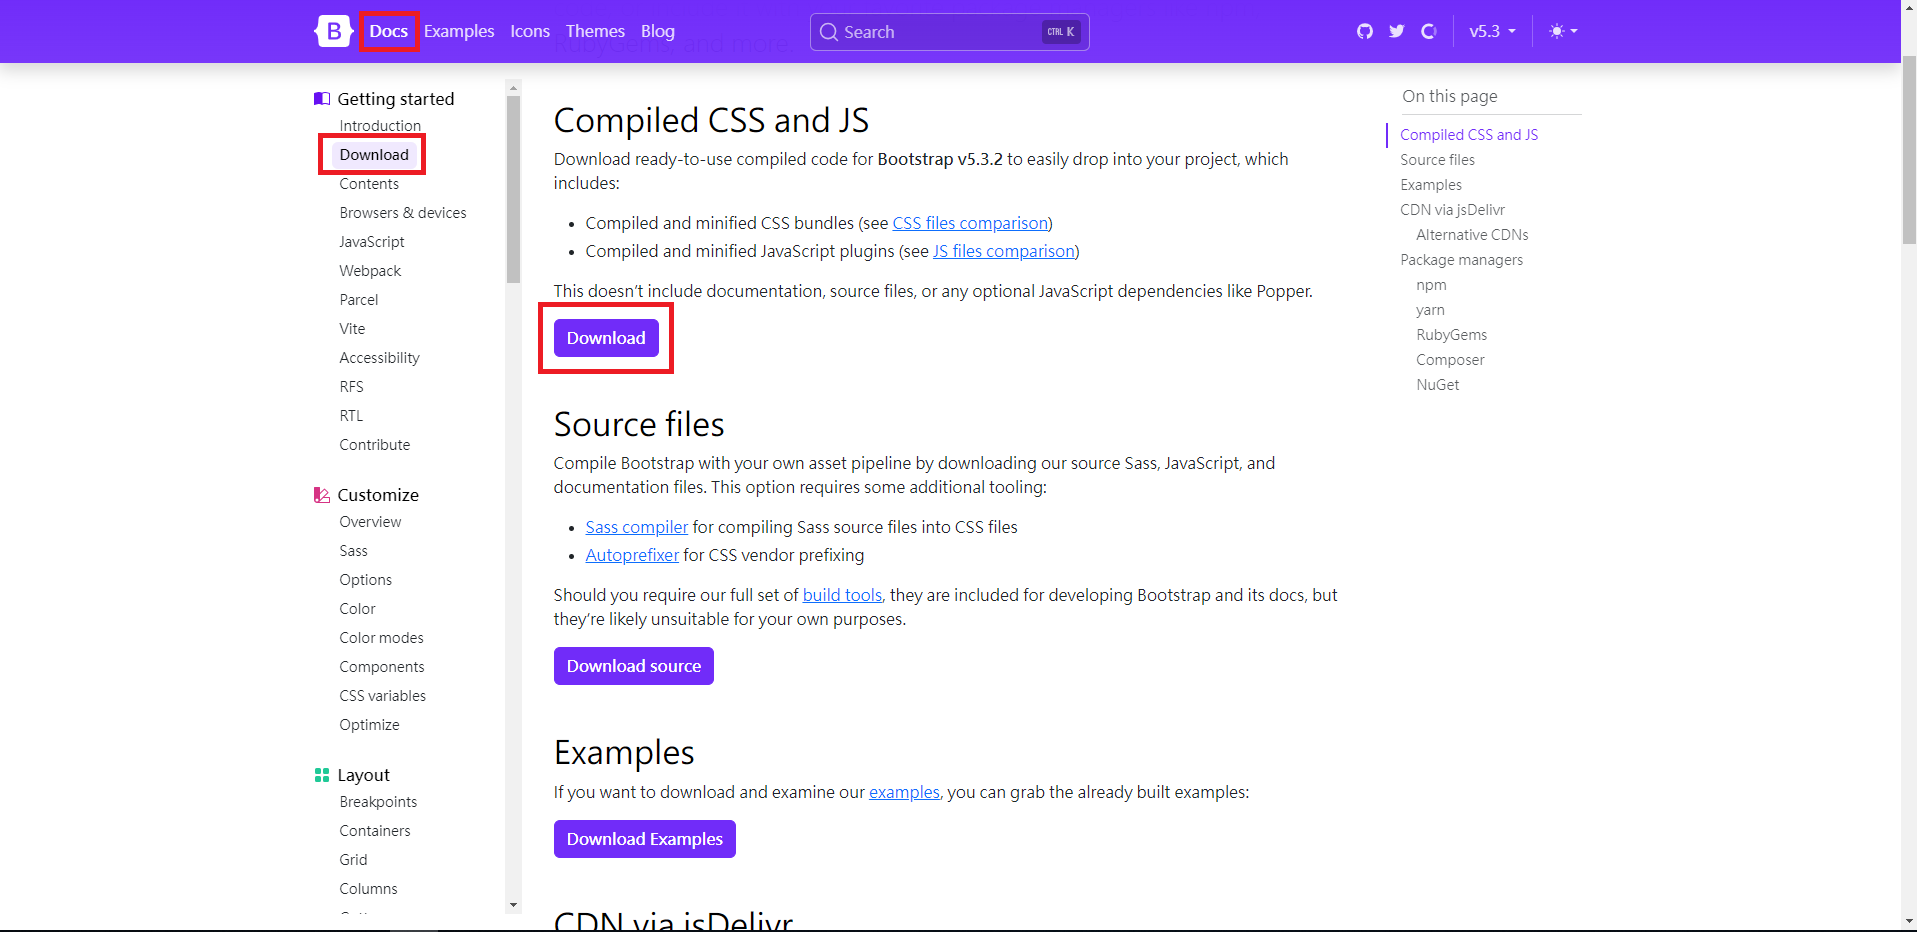 B Docs Examples Icons Themes Blog Search CTRL K v5.3
RubyGems, and more.
Getting started
Introduction
Download
Contents
Browsers & devices
JavaScript
Webpack
Parcel
Vite
Accessibility
RFS
RTL
Contribute
Customize
Overview
Sass
Options
Color
Color modes
Components
CSS variables
Optimize
Layout
Breakpoints
Containers
Grid
Columns
Compiled CSS and JS
Download ready-to-use compiled code for Bootstrap v5.3.2 to easily drop into your project, which
includes:
• Compiled and minified CSS bundles (see CSS files comparison)
• Compiled and minified JavaScript plugins (see JS files comparison)
This doesn’t include documentation, source files, or any optional JavaScript dependencies like Popper.
Download
Source files
Compile Bootstrap with your own asset pipeline by downloading our source Sass, JavaScript, and
documentation files. This option requires some additional tooling:
• Sass compiler for compiling Sass source files into CSS files
• Autoprefixer for CSS vendor prefixing
Should you require our full set of build tools, they are included for developing Bootstrap and its docs, but
they’re likely unsuitable for your own purposes.
Download source
Examples
If you want to download and examine our examples, you can grab the already built examples:
Download Examples
CDN via jsDelivr
On this page
Compiled CSS and JS
Source files
Examples
CDN via jsDelivr
Alternative CDNs
Package managers
npm
yarn
RubyGems
Composer
NuGet